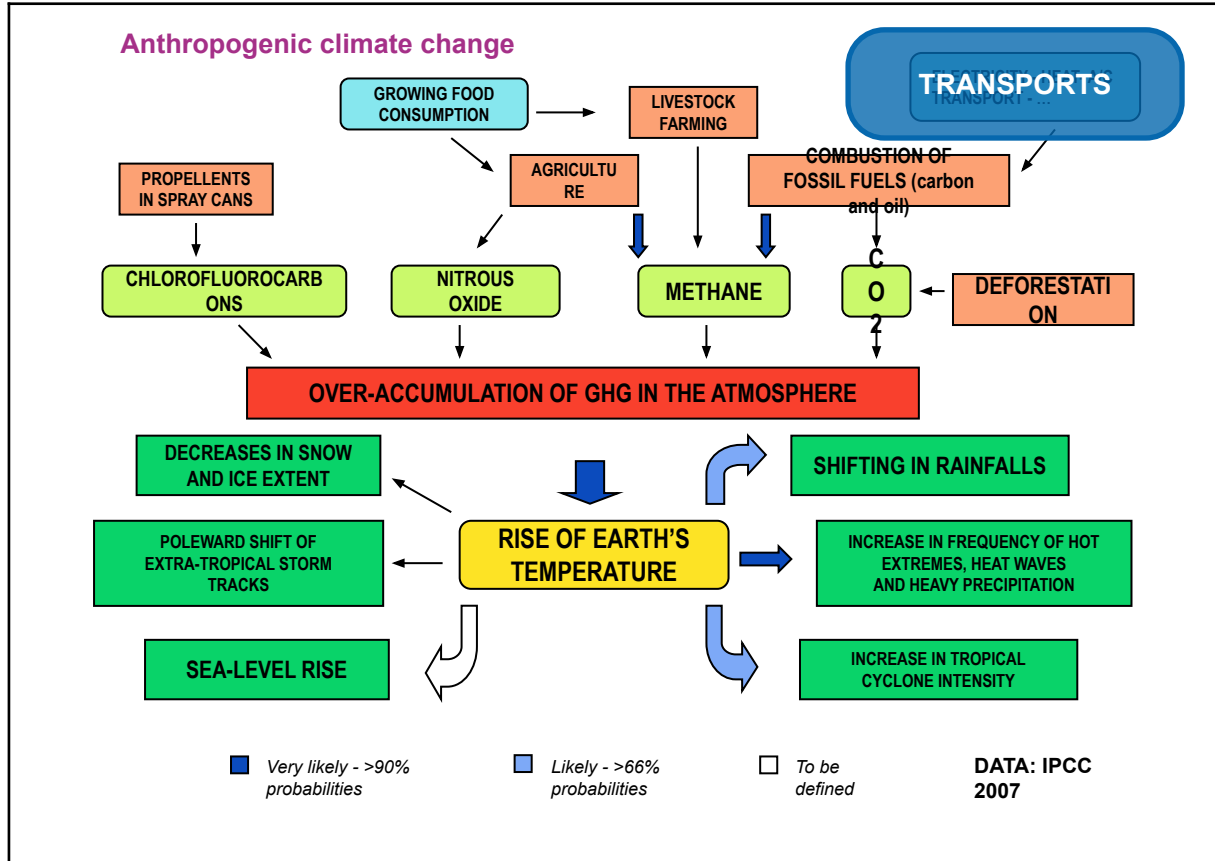 Anthropogenic climate change
TRANSPORTS
TRANSPORT - ...
GROWING FOOD
CONSUMPTION
LIVESTOCK
FARMING
COMBUSTION OF
FOSSIL FUELS (carbon
and oil)
AGRICULTU
RE
PROPELLENTS
IN SPRAY CANS
CHLOROFLUOROCARB
ONS
NITROUS
OXIDE
METHANE
C
O2
DEFORESTATI
ON
OVER-ACCUMULATION OF GHG IN THE ATMOSPHERE
DECREASES IN SNOW
AND ICE EXTENT
SHIFTING IN RAINFALLS
POLEWARD SHIFT OF
EXTRA-TROPICAL STORM
TRACKS
RISE OF EARTH’S
TEMPERATURE
INCREASE IN FREQUENCY OF HOT
EXTREMES, HEAT WAVES
AND HEAVY PRECIPITATION
SEA-LEVEL RISE
INCREASE IN TROPICAL
CYCLONE INTENSITY
Very likely - >90%
probabilities
Likely - >66%
probabilities
To be
defined
DATA: IPCC
2007